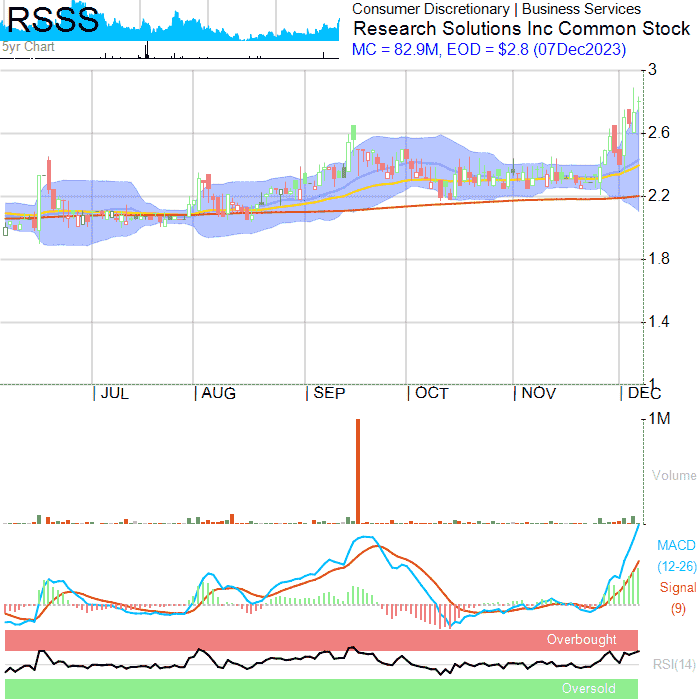 RSSS
5yr Chart
Consumer Discretionary | Business Services
Research Solutions Inc Common Stock
MC = 82.9M, EOD = $2.8 (07Dec2023)
3
2.6
2.2
1.8
1.4
1
JUL
AUG
SEP
OCT
NOV
DEC
1M
Volume
MACD
(12-26)
Signal
(9)
Overbought
RSI(14)
Oversold